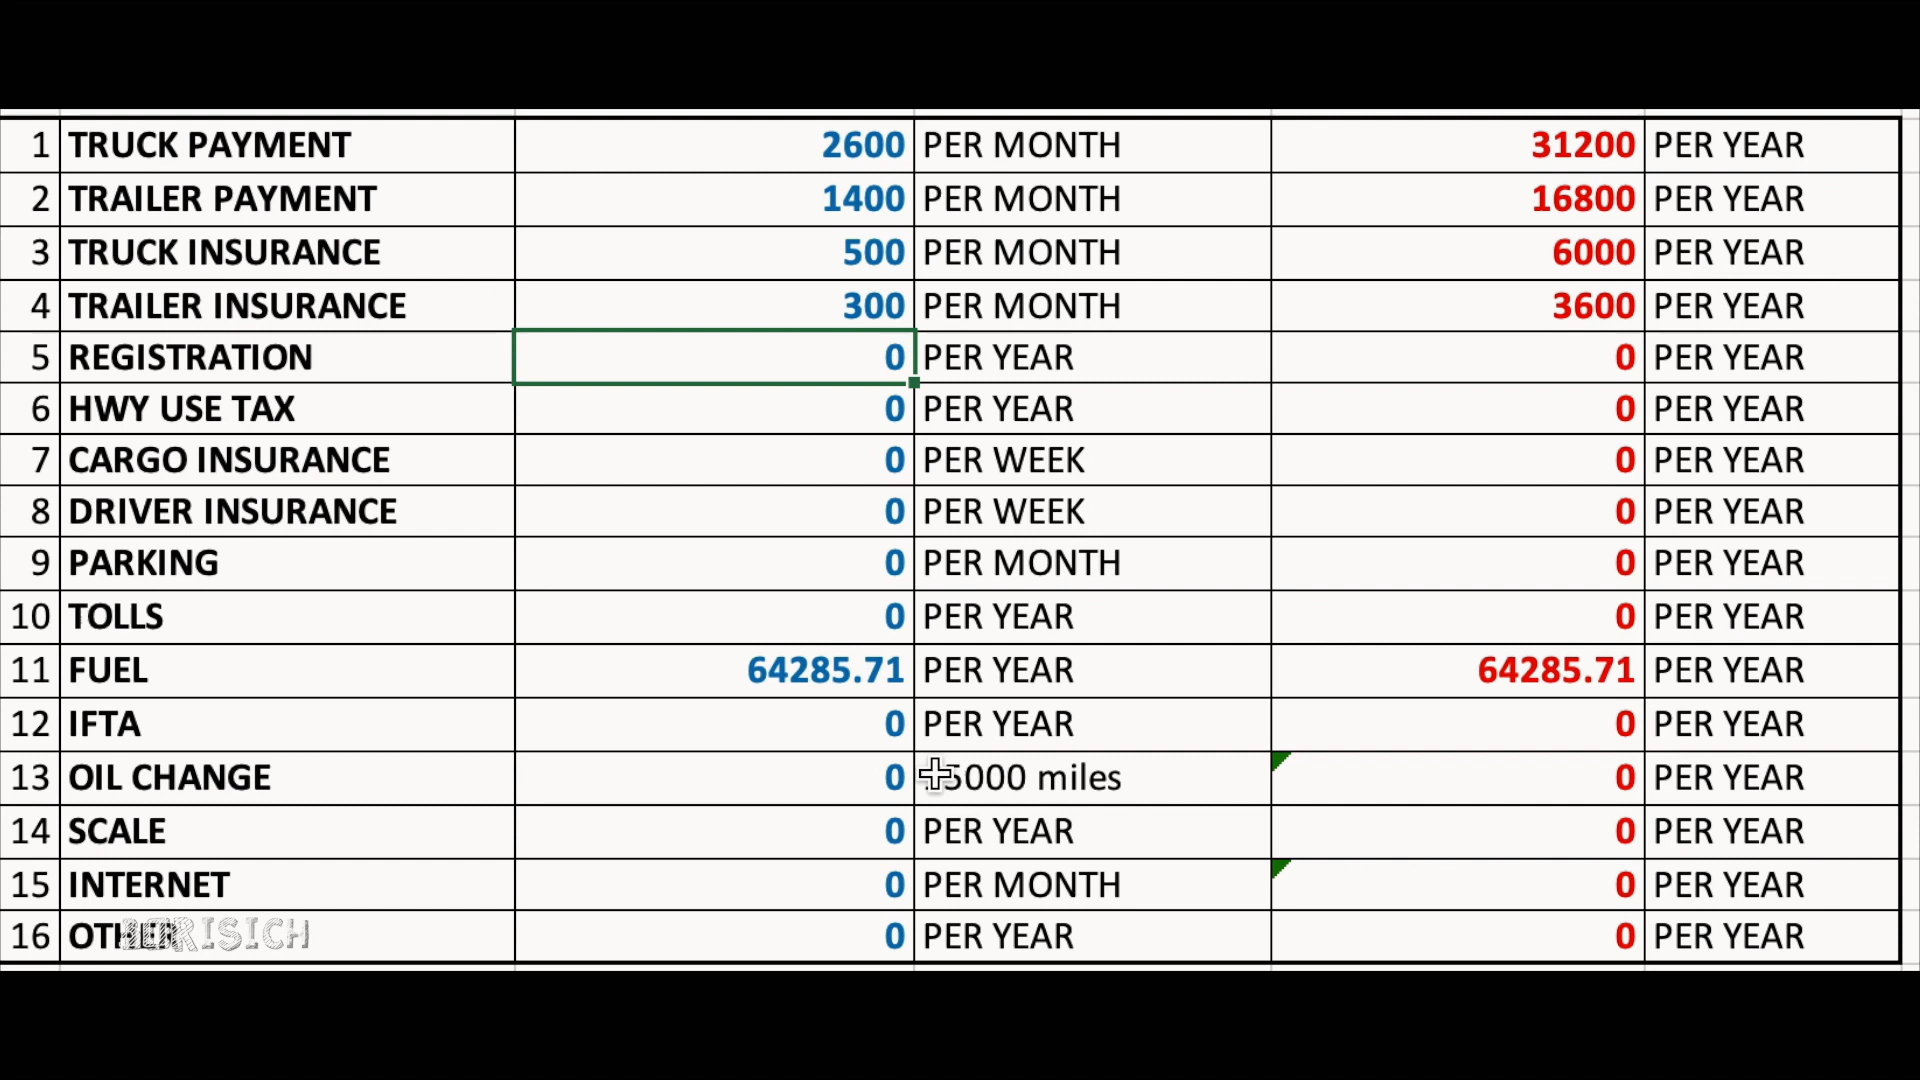 1 TRUCK PAYMENT 2600 PER MONTH 31200 PER YEAR
2 TRAILER PAYMENT 1400 PER MONTH 16800 PER YEAR
3 TRUCK INSURANCE 500 PER MONTH 6000 PER YEAR
4 TRAILER INSURANCE 300 PER MONTH 3600 PER YEAR
5 REGISTRATION 0 PER YEAR 0 PER YEAR
6 HWY USE TAX 0 PER YEAR 0 PER YEAR
7 CARGO INSURANCE 0 PER WEEK 0 PER YEAR
8 DRIVER INSURANCE 0 PER WEEK 0 PER YEAR
9 PARKING 0 PER MONTH 0 PER YEAR
10 TOLLS 0 PER YEAR 0 PER YEAR
11 FUEL 64285.71 PER YEAR 64285.71 PER YEAR
12 IFTA 0 PER YEAR 0 PER YEAR
13 OIL CHANGE 0 miles 0 PER YEAR
14 SCALE 0 PER YEAR 0 PER YEAR
15 INTERNET 0 PER MONTH 0 PER YEAR
16 OTHER 0 PER YEAR 0 PER YEAR